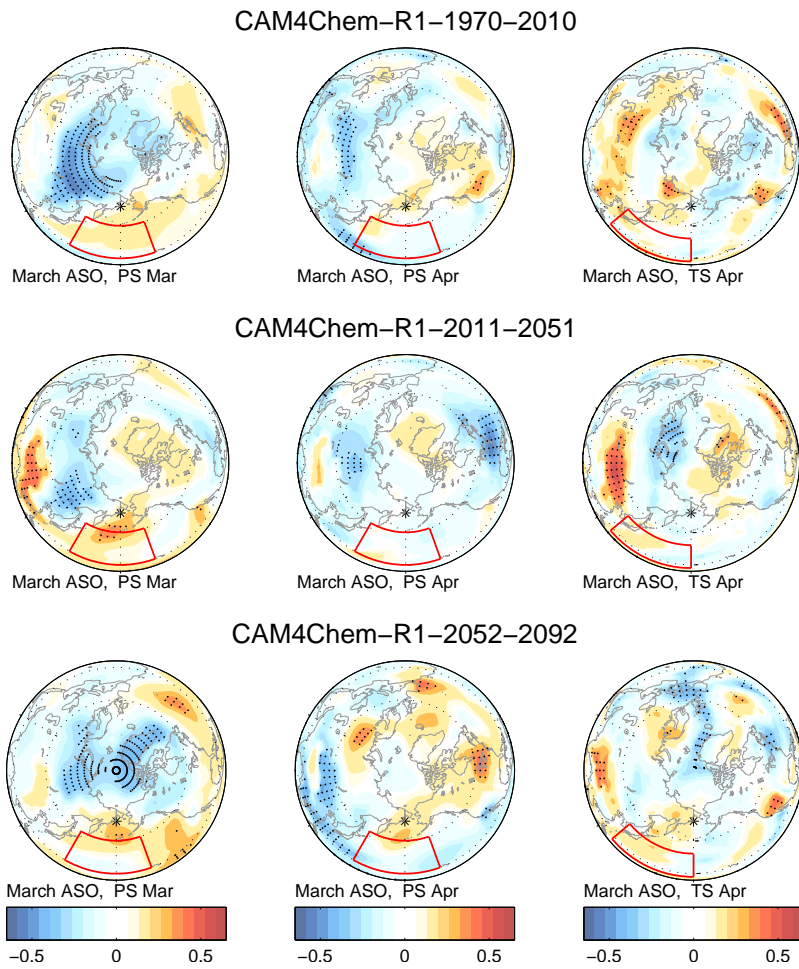 CAM4Chem−R1−1970−2010
March ASO,  PS Mar
March ASO,  PS Apr
March ASO,  TS Apr
CAM4Chem−R1−2011−2051
March ASO,  PS Mar
March ASO,  PS Apr
March ASO,  TS Apr
CAM4Chem−R1−2052−2092
March ASO,  PS Mar
March ASO,  PS Apr
March ASO,  TS Apr
−0.5 0 0.5
−0.5 0 0.5
−0.5 0 0.5